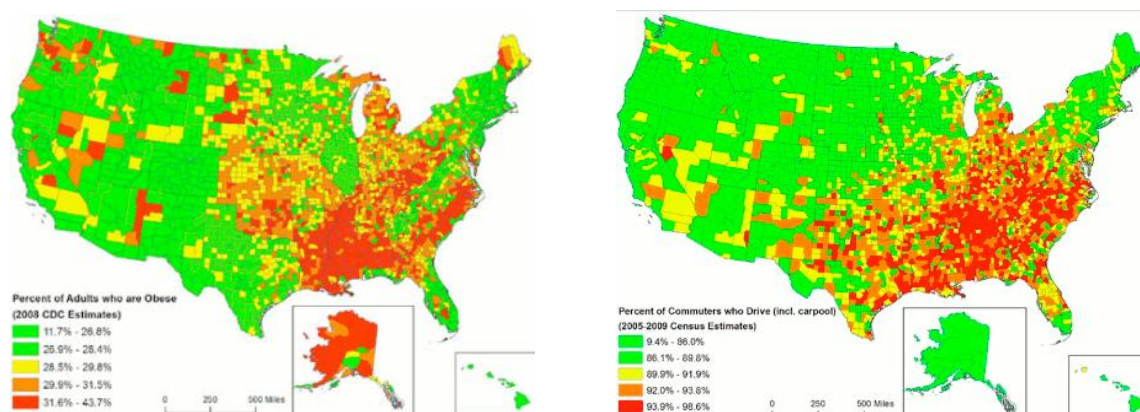 Percent of Adults who are Obese
(2008 CDC Estimates)
11.7% - 26.8%
26.9% - 28.4%
28.5% - 29.8%
29.9% - 31.5%
31.6% - 43.7%
0 250 500 Miles
Percent of Commuters who Drive (incl. carpool)
(2005-2009 Census Estimates)
9.4% - 86.0%
86.1% - 89.8%
89.9% - 91.9%
92.0% - 93.8%
93.9% - 98.6%
0 250 500 Miles